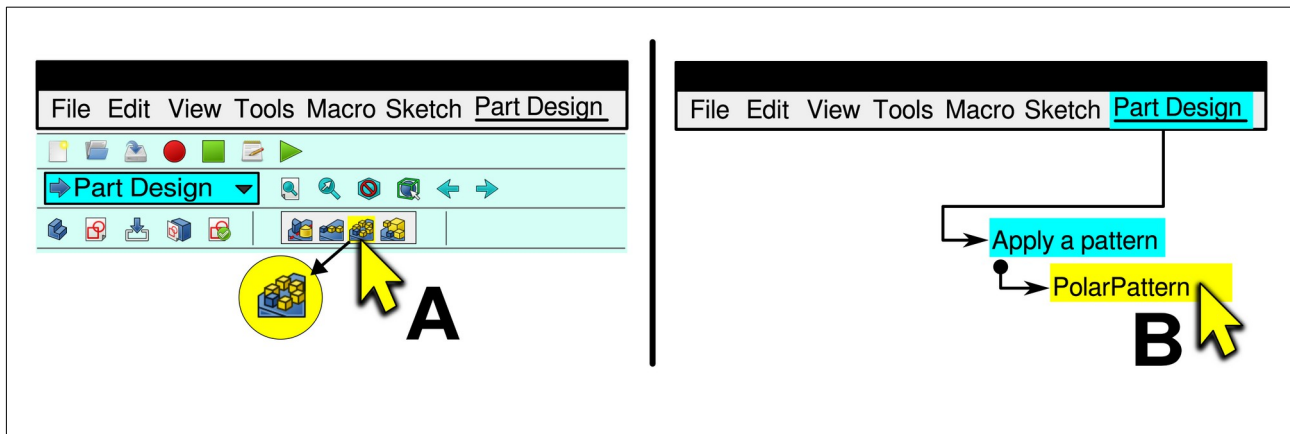 File Edit View Tools Macro Sketch Part Design
Part Design
A
File Edit View Tools Macro Sketch Part Design
Apply a pattern
PolarPattern
B